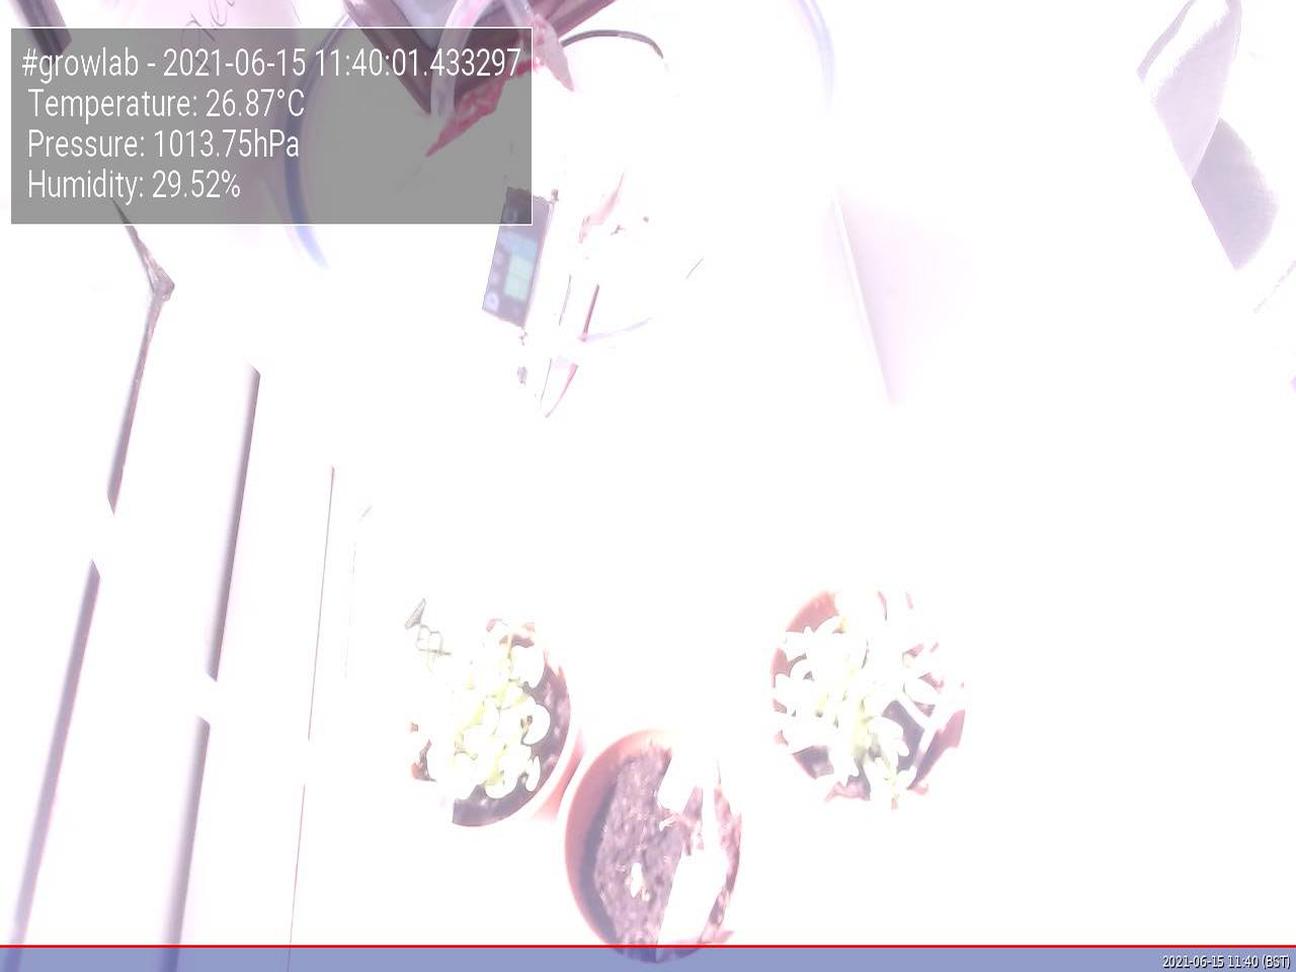 #growlab - 2021-06-15 11:40:01.433297
Temperature: 26.87°C
Pressure: 1013.75hPa
Humidity: 29.52%
2021-06-15 11:40 (BST)